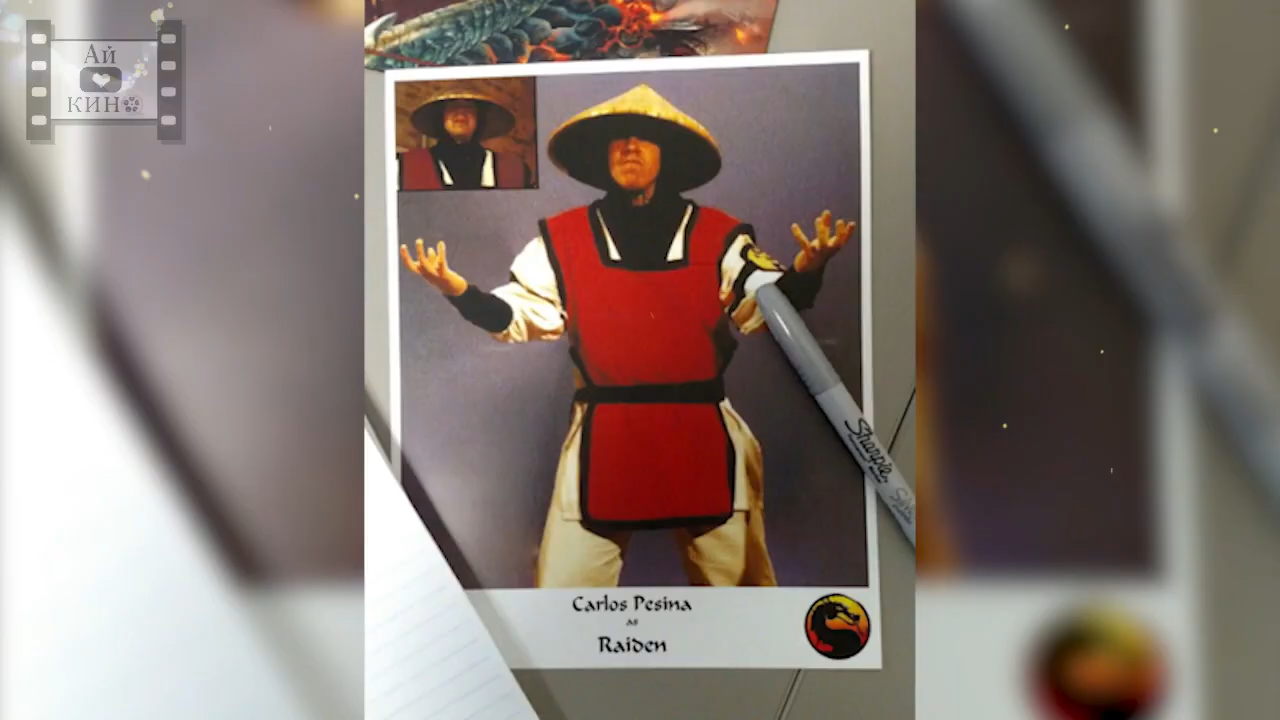 Ай
КИНО
Carlos Pesina
as
Raiden
Sharpie